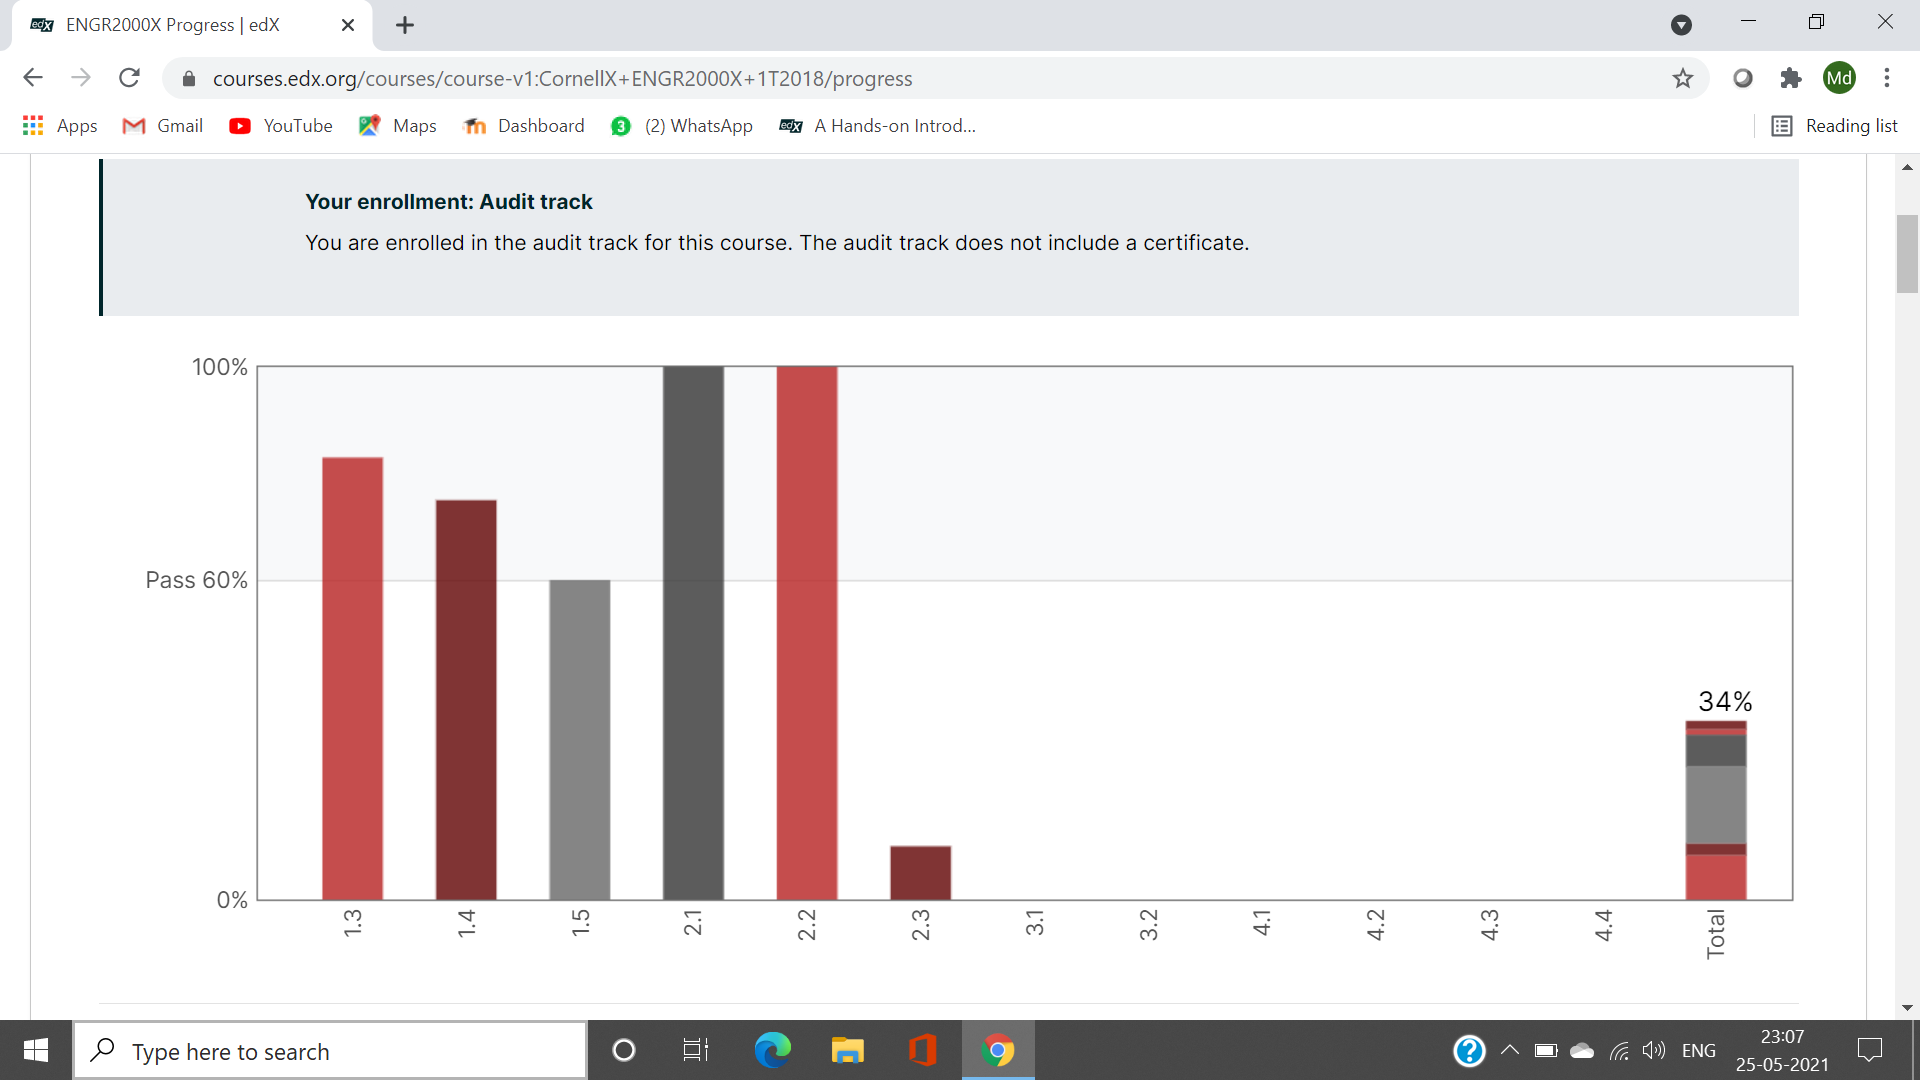 edX ENGR2000X Progress | edX
courses.edx.org/courses/course-v1:CornellX+ENGR2000X+1T2018/progress
Md
Apps Gmail YouTube Maps Dashboard 3 (2) WhatsApp edX A Hands-on Introd... Reading list
Your enrollment: Audit track
You are enrolled in the audit track for this course. The audit track does not include a certificate.
100%
Pass 60%
34%
0%
1.3 1.4 1.5 2.1 2.2 2.3 3.1 3.2 4.1 4.2 4.3 4.4 Total
Type here to search
ENG
23:07
25-05-2021